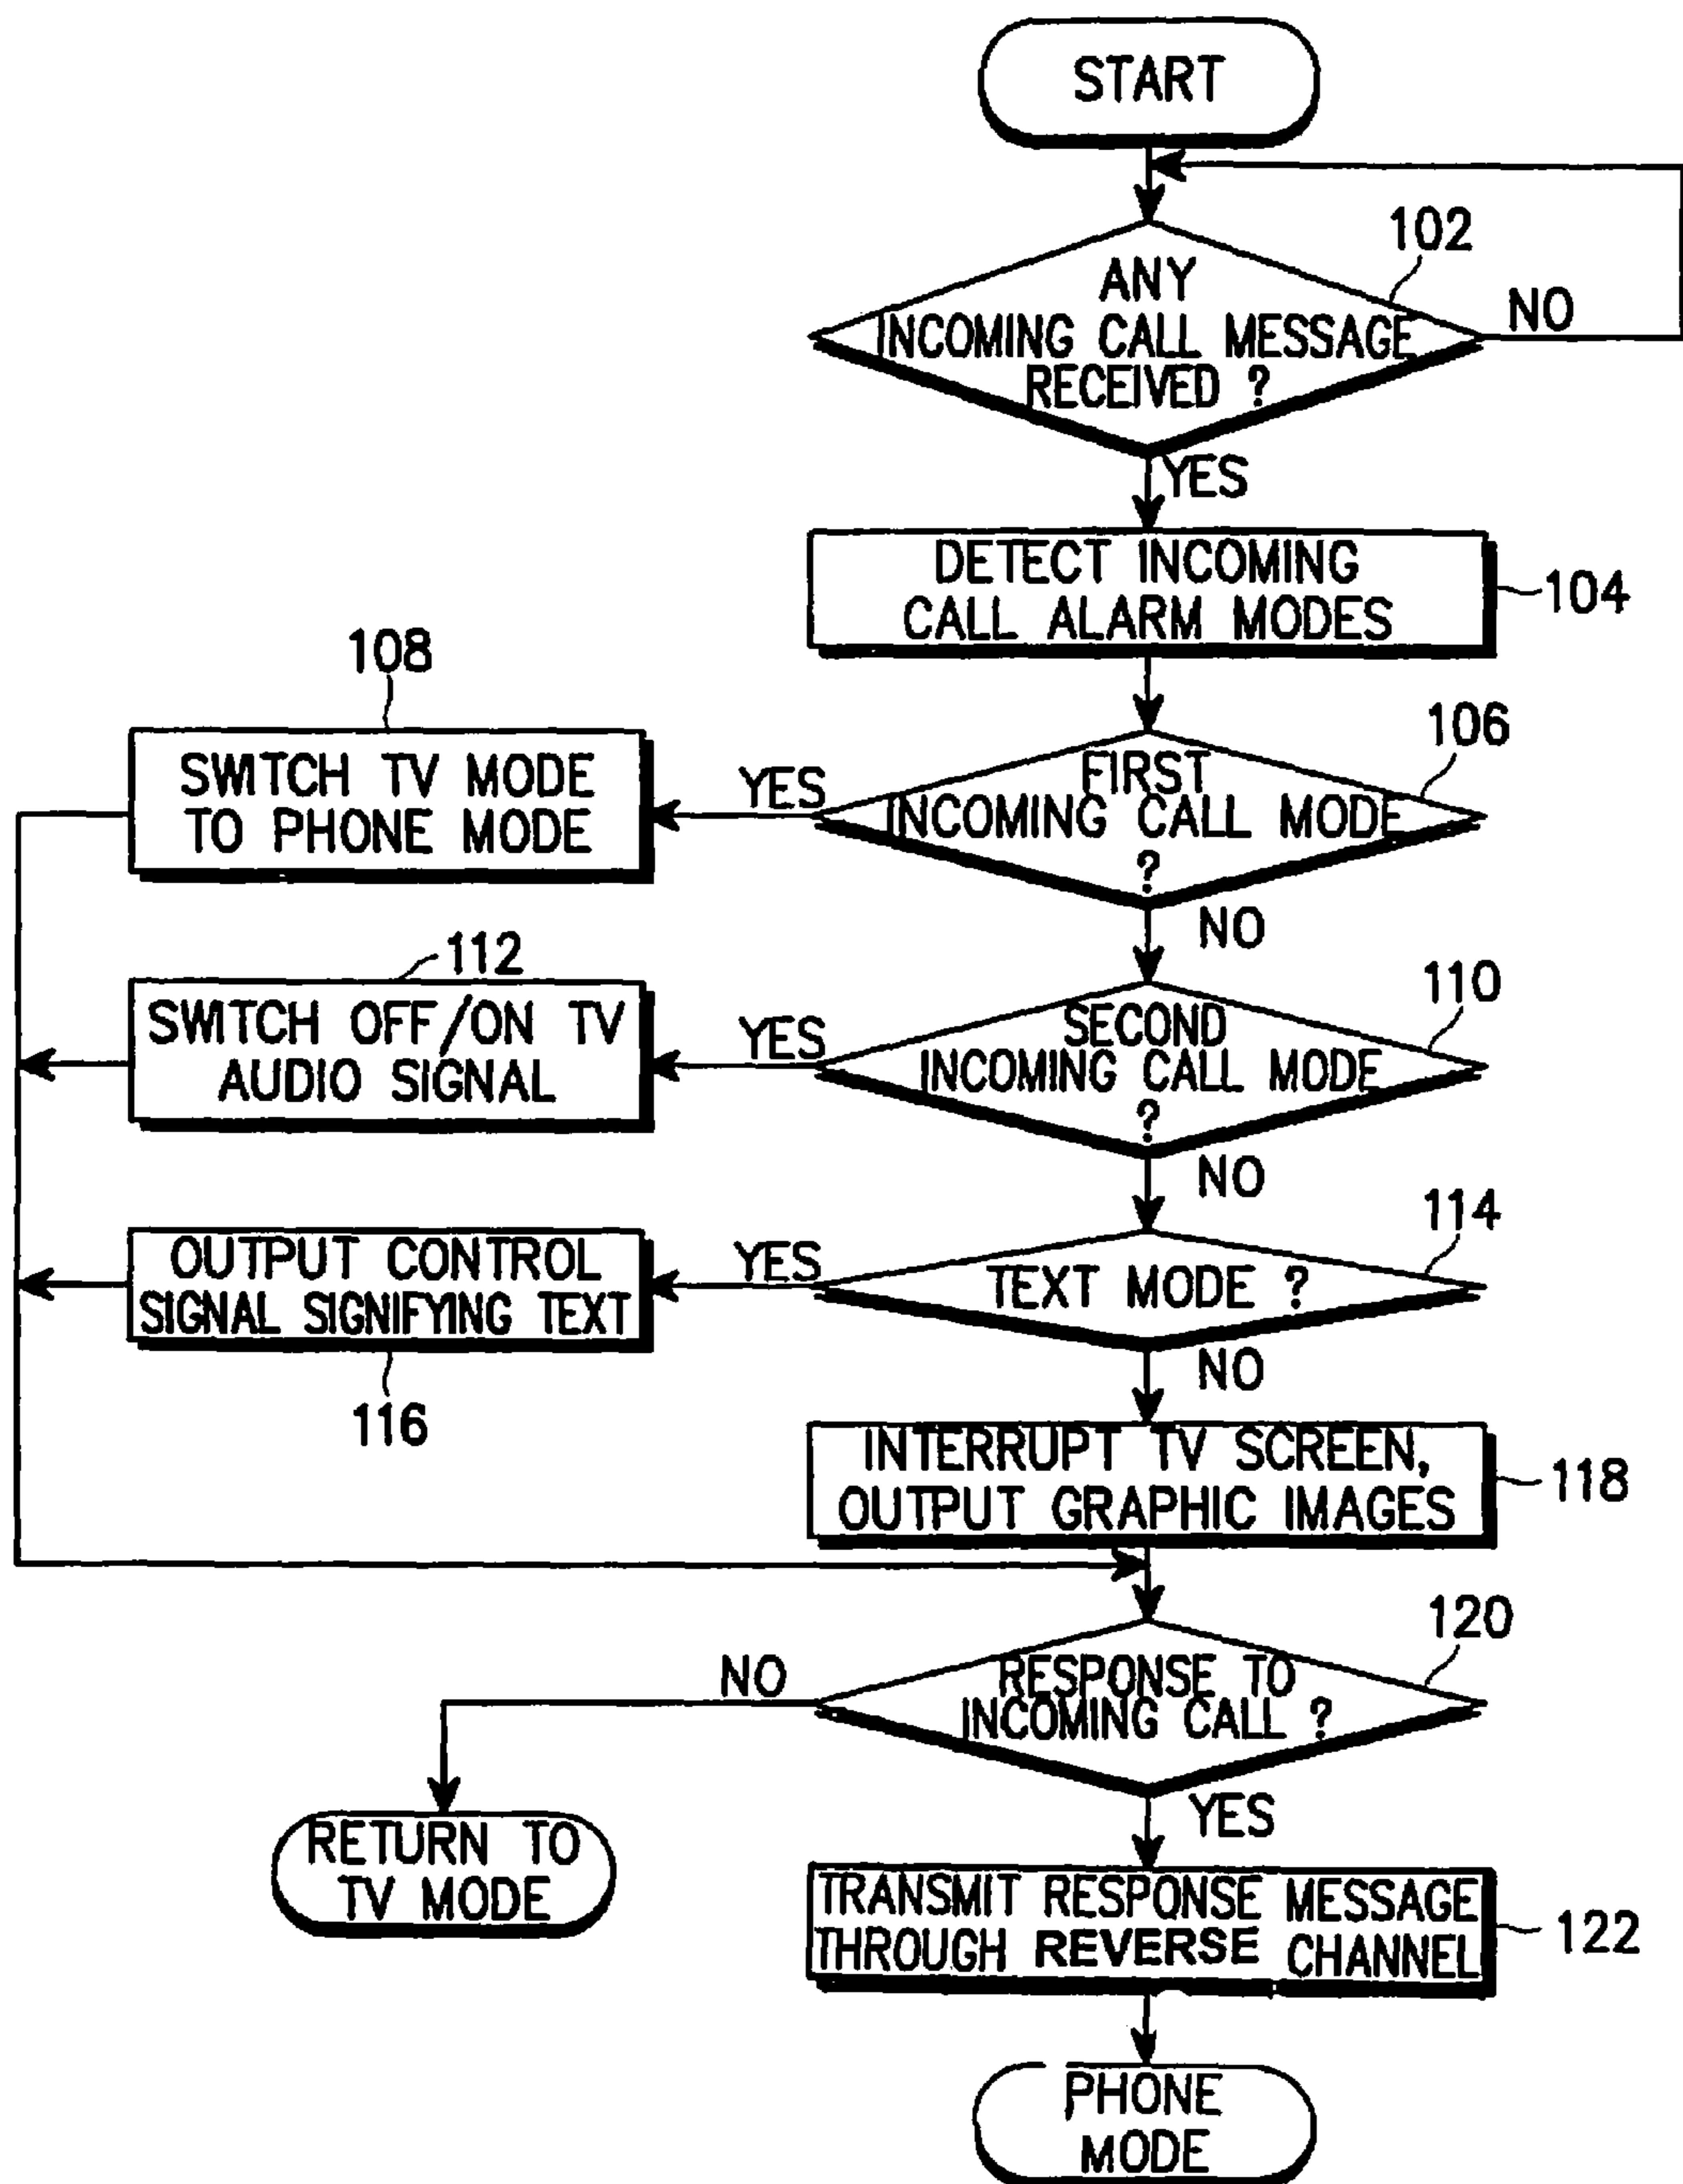 START
102
ANY
INCOMING CALL MESSAGE
RECEIVED ?
NO
YES
DETECT INCOMING
CALL ALARM MODES
104
108
SWITCH TV MODE
TO PHONE MODE
YES
106
FIRST
INCOMING CALL MODE
?
NO
112
SWITCH OFF/ON TV
AUDIO SIGNAL
YES
110
SECOND
INCOMING CALL MODE
?
NO
114
OUTPUT CONTROL
SIGNAL SIGNIFYING TEXT
116
YES
TEXT MODE ?
NO
INTERRUPT TV SCREEN,
OUTPUT GRAPHIC IMAGES
118
120
RESPONSE TO
INCOMING CALL ?
NO
YES
RETURN TO
TV MODE
TRANSMIT RESPONSE MESSAGE
THROUGH REVERSE CHANNEL
122
PHONE
MODE